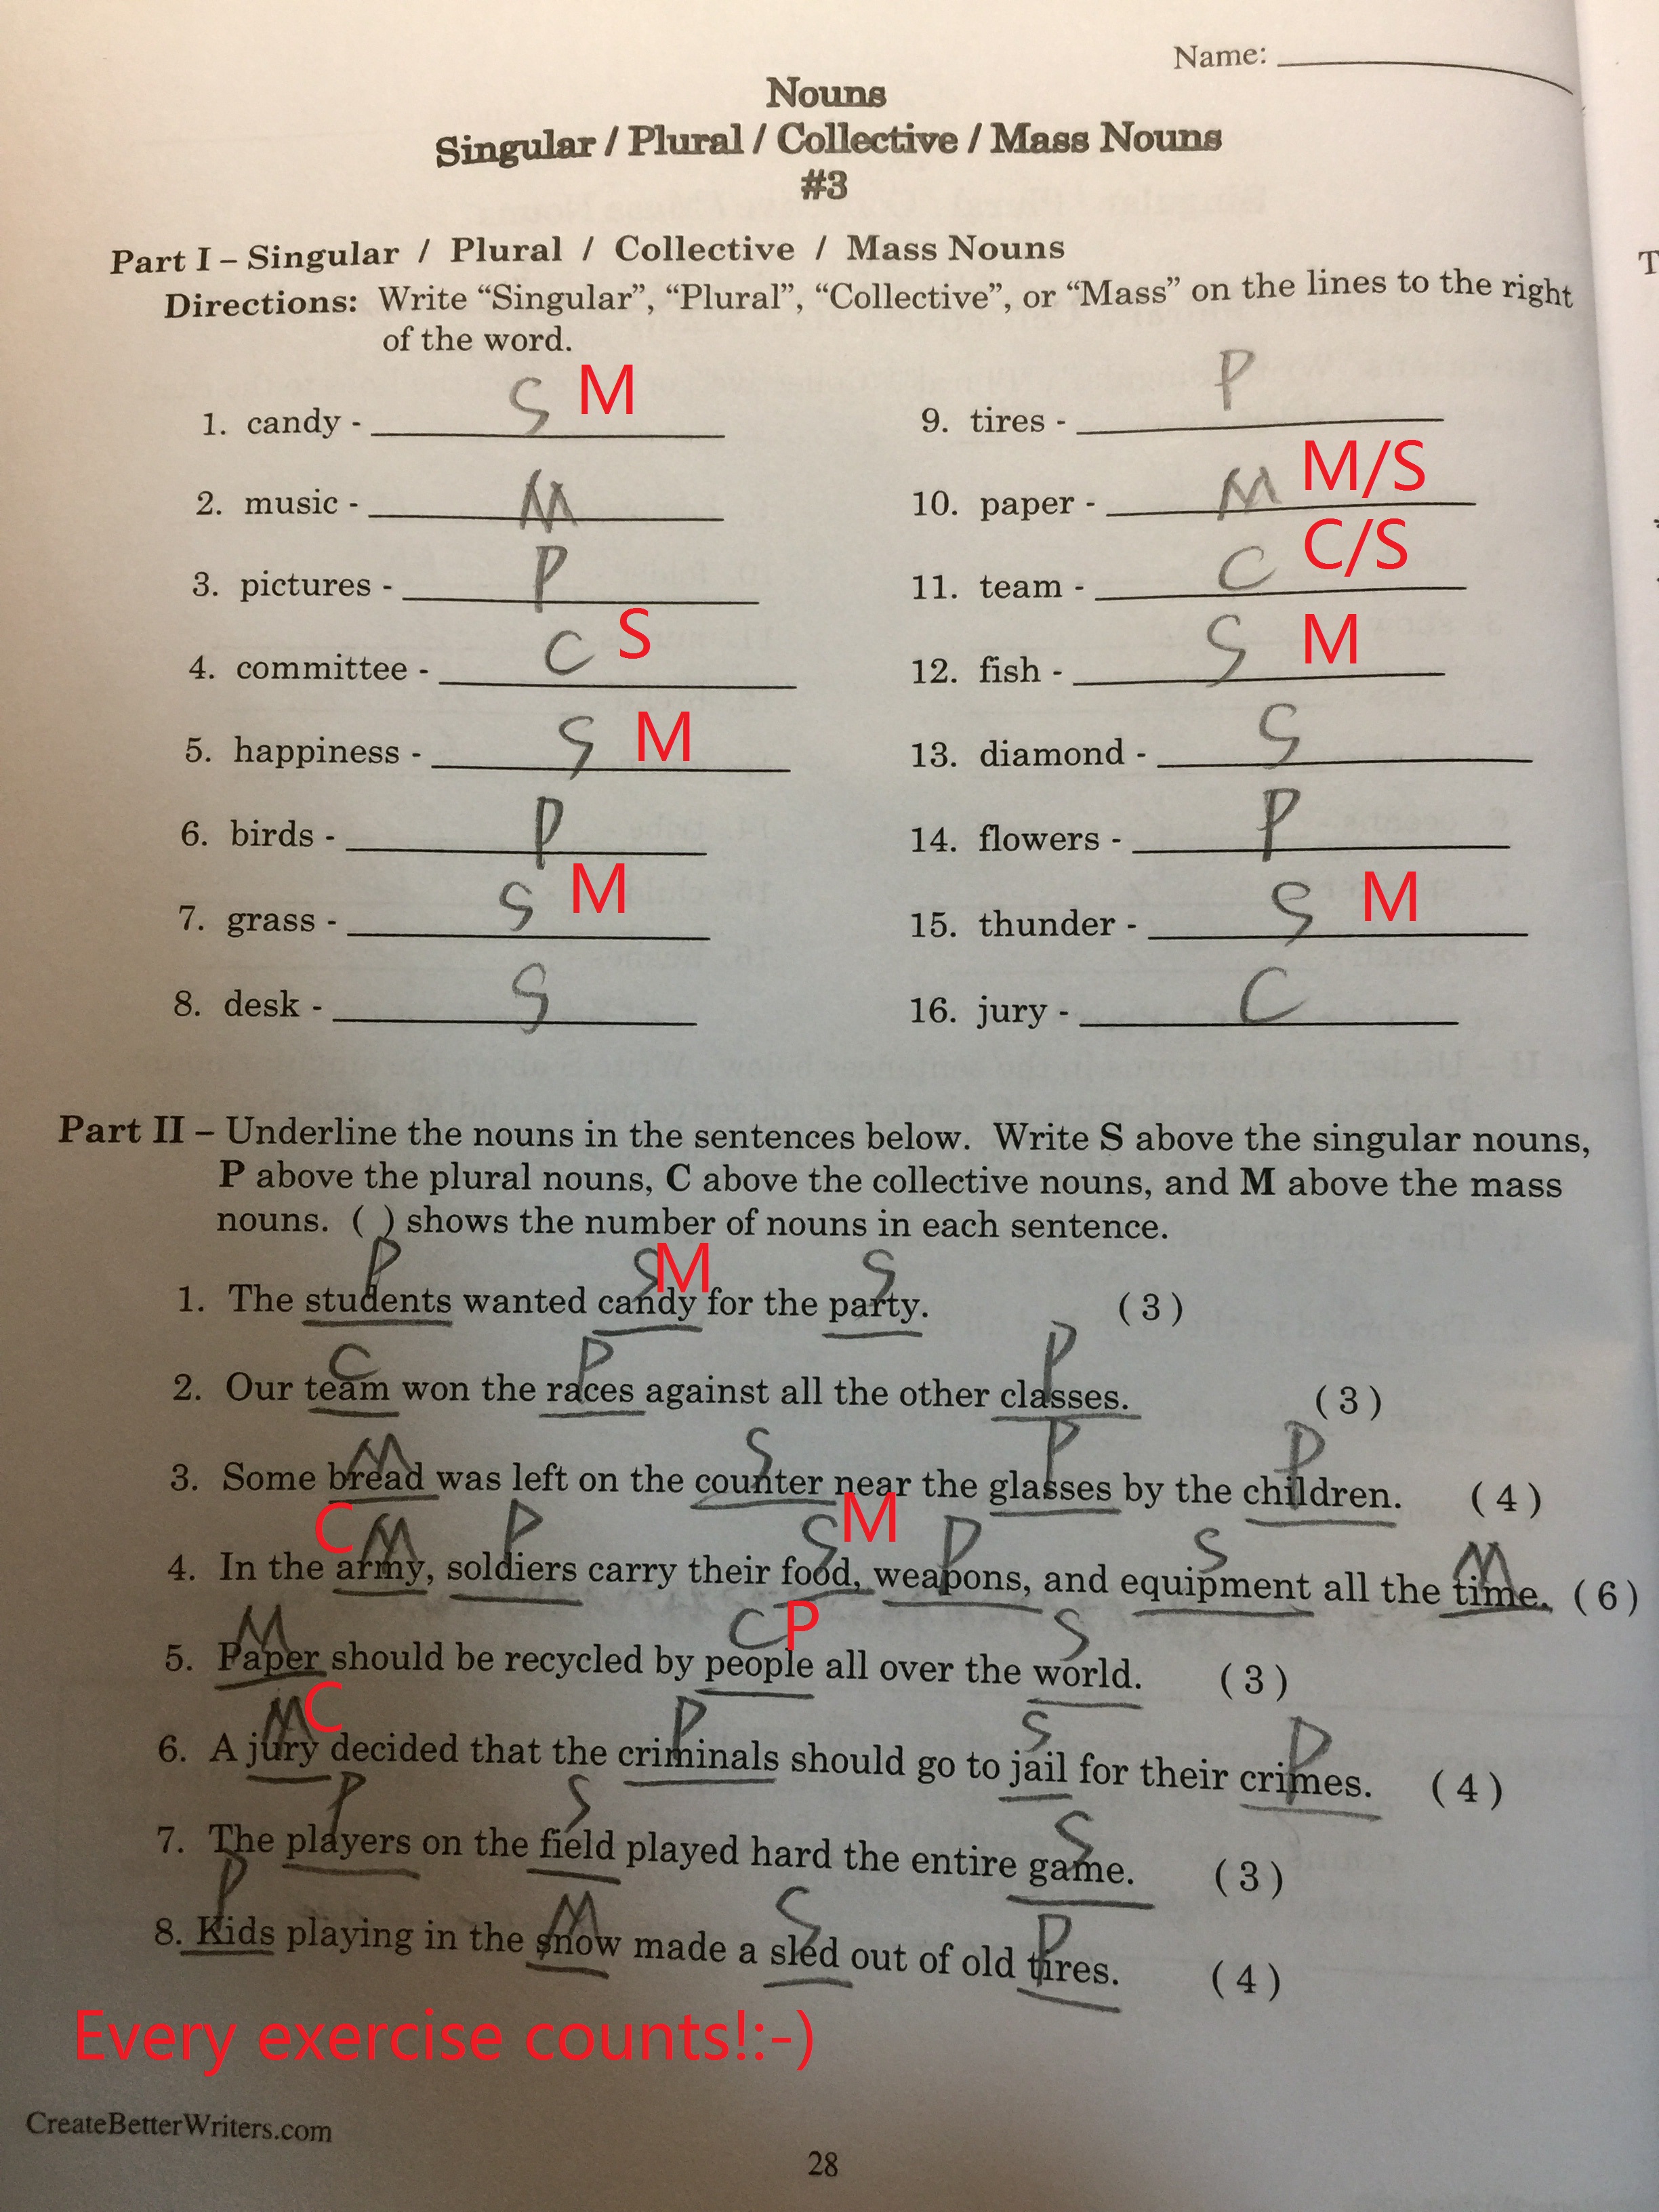 Name:
Nouns
Singular / Plural / Collective / Mass Nouns
#3
Part I – Singular / Plural / Collective / Mass Nouns
Directions: Write “Singular”, “Plural”, “Collective”, or “Mass” on the lines to the right
of the word.
1. candy - S M
2. music - M
3. pictures - P
4. committee - C S
5. happiness - S M
6. birds - P
7. grass - S M
8. desk - S
9. tires - P
10. paper - M M/S
11. team - C C/S
12. fish - S M
13. diamond - S
14. flowers - P
15. thunder - S M
16. jury - C
Part II – Underline the nouns in the sentences below. Write S above the singular nouns,
P above the plural nouns, C above the collective nouns, and M above the mass
nouns. ( ) shows the number of nouns in each sentence.
P S M S
1. The students wanted candy for the party. (3)
C P P
2. Our team won the races against all the other classes. (3)
M S P P
3. Some bread was left on the counter near the glasses by the children. (4)
C M P S M P S M
4. In the army, soldiers carry their food, weapons, and equipment all the time. (6)
M C P S
5. Paper should be recycled by people all over the world. (3)
M C P S P
6. A jury decided that the criminals should go to jail for their crimes. (4)
P S S
7. The players on the field played hard the entire game. (3)
P M S P
8. Kids playing in the snow made a sled out of old tires. (4)
Every exercise counts!:-)
CreateBetterWriters.com
28